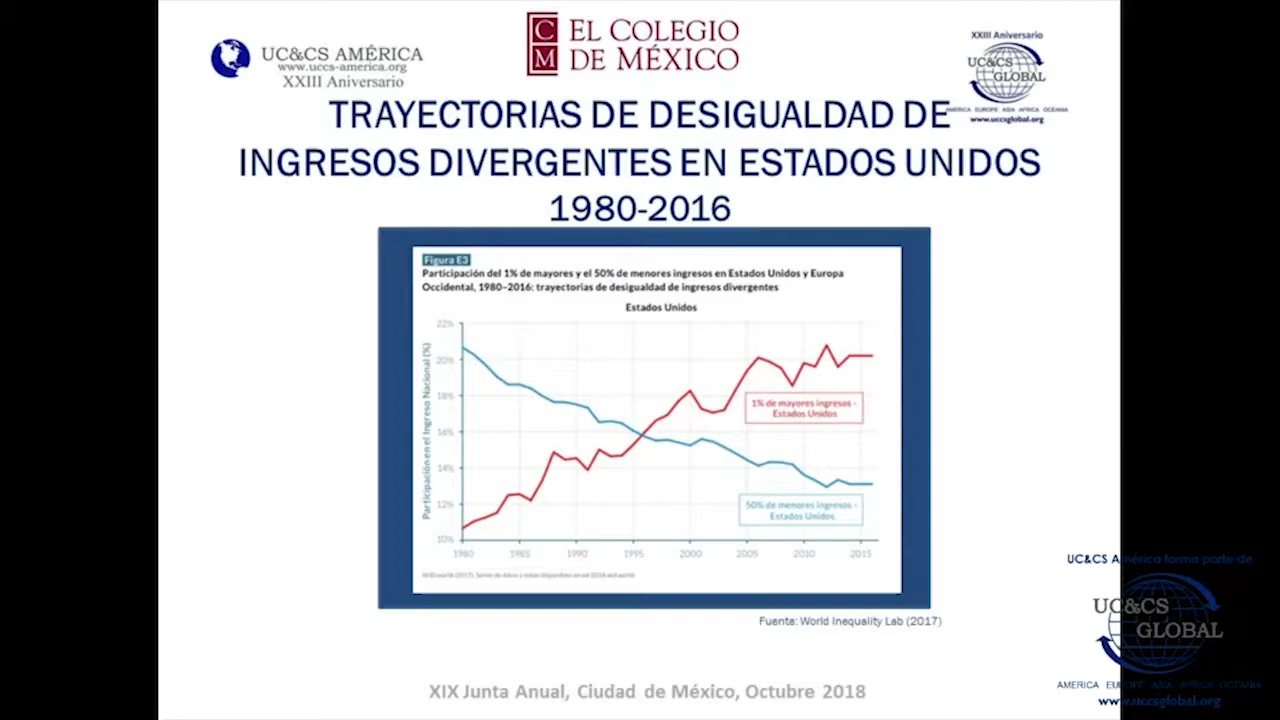 UC&CS AMÉRICA
www.uccs-america.org
XXIII Aniversario
C
M
EL COLEGIO
DE MÉXICO
XXIII Aniversario
UC&CS
GLOBAL
AMERICA EUROPE ASIA AFRICA OCEANIA
www.uccsglobal.org
TRAYECTORIAS DE DESIGUALDAD DE
INGRESOS DIVERGENTES EN ESTADOS UNIDOS
1980-2016
Figura E3
Participación del 1% de mayores y el 50% de menores ingresos en Estados Unidos y Europa
Occidental, 1980–2016: trayectorias de desigualdad de ingresos divergentes
Estados Unidos
Participación en el Ingreso Nacional (%)
22%
20%
18%
16%
14%
12%
10%
1% de mayores ingresos -
Estados Unidos
50% de menores ingresos -
Estados Unidos
1980
1985
1990
1995
2000
2005
2010
2015
Fuente: World Inequality Lab (2017)
XIX Junta Anual, Ciudad de México, Octubre 2018
UC&CS América forma parte de
UC&CS
GLOBAL
AMERICA EUROPE ASIA AFRICA OCEANIA
www.uccsglobal.org